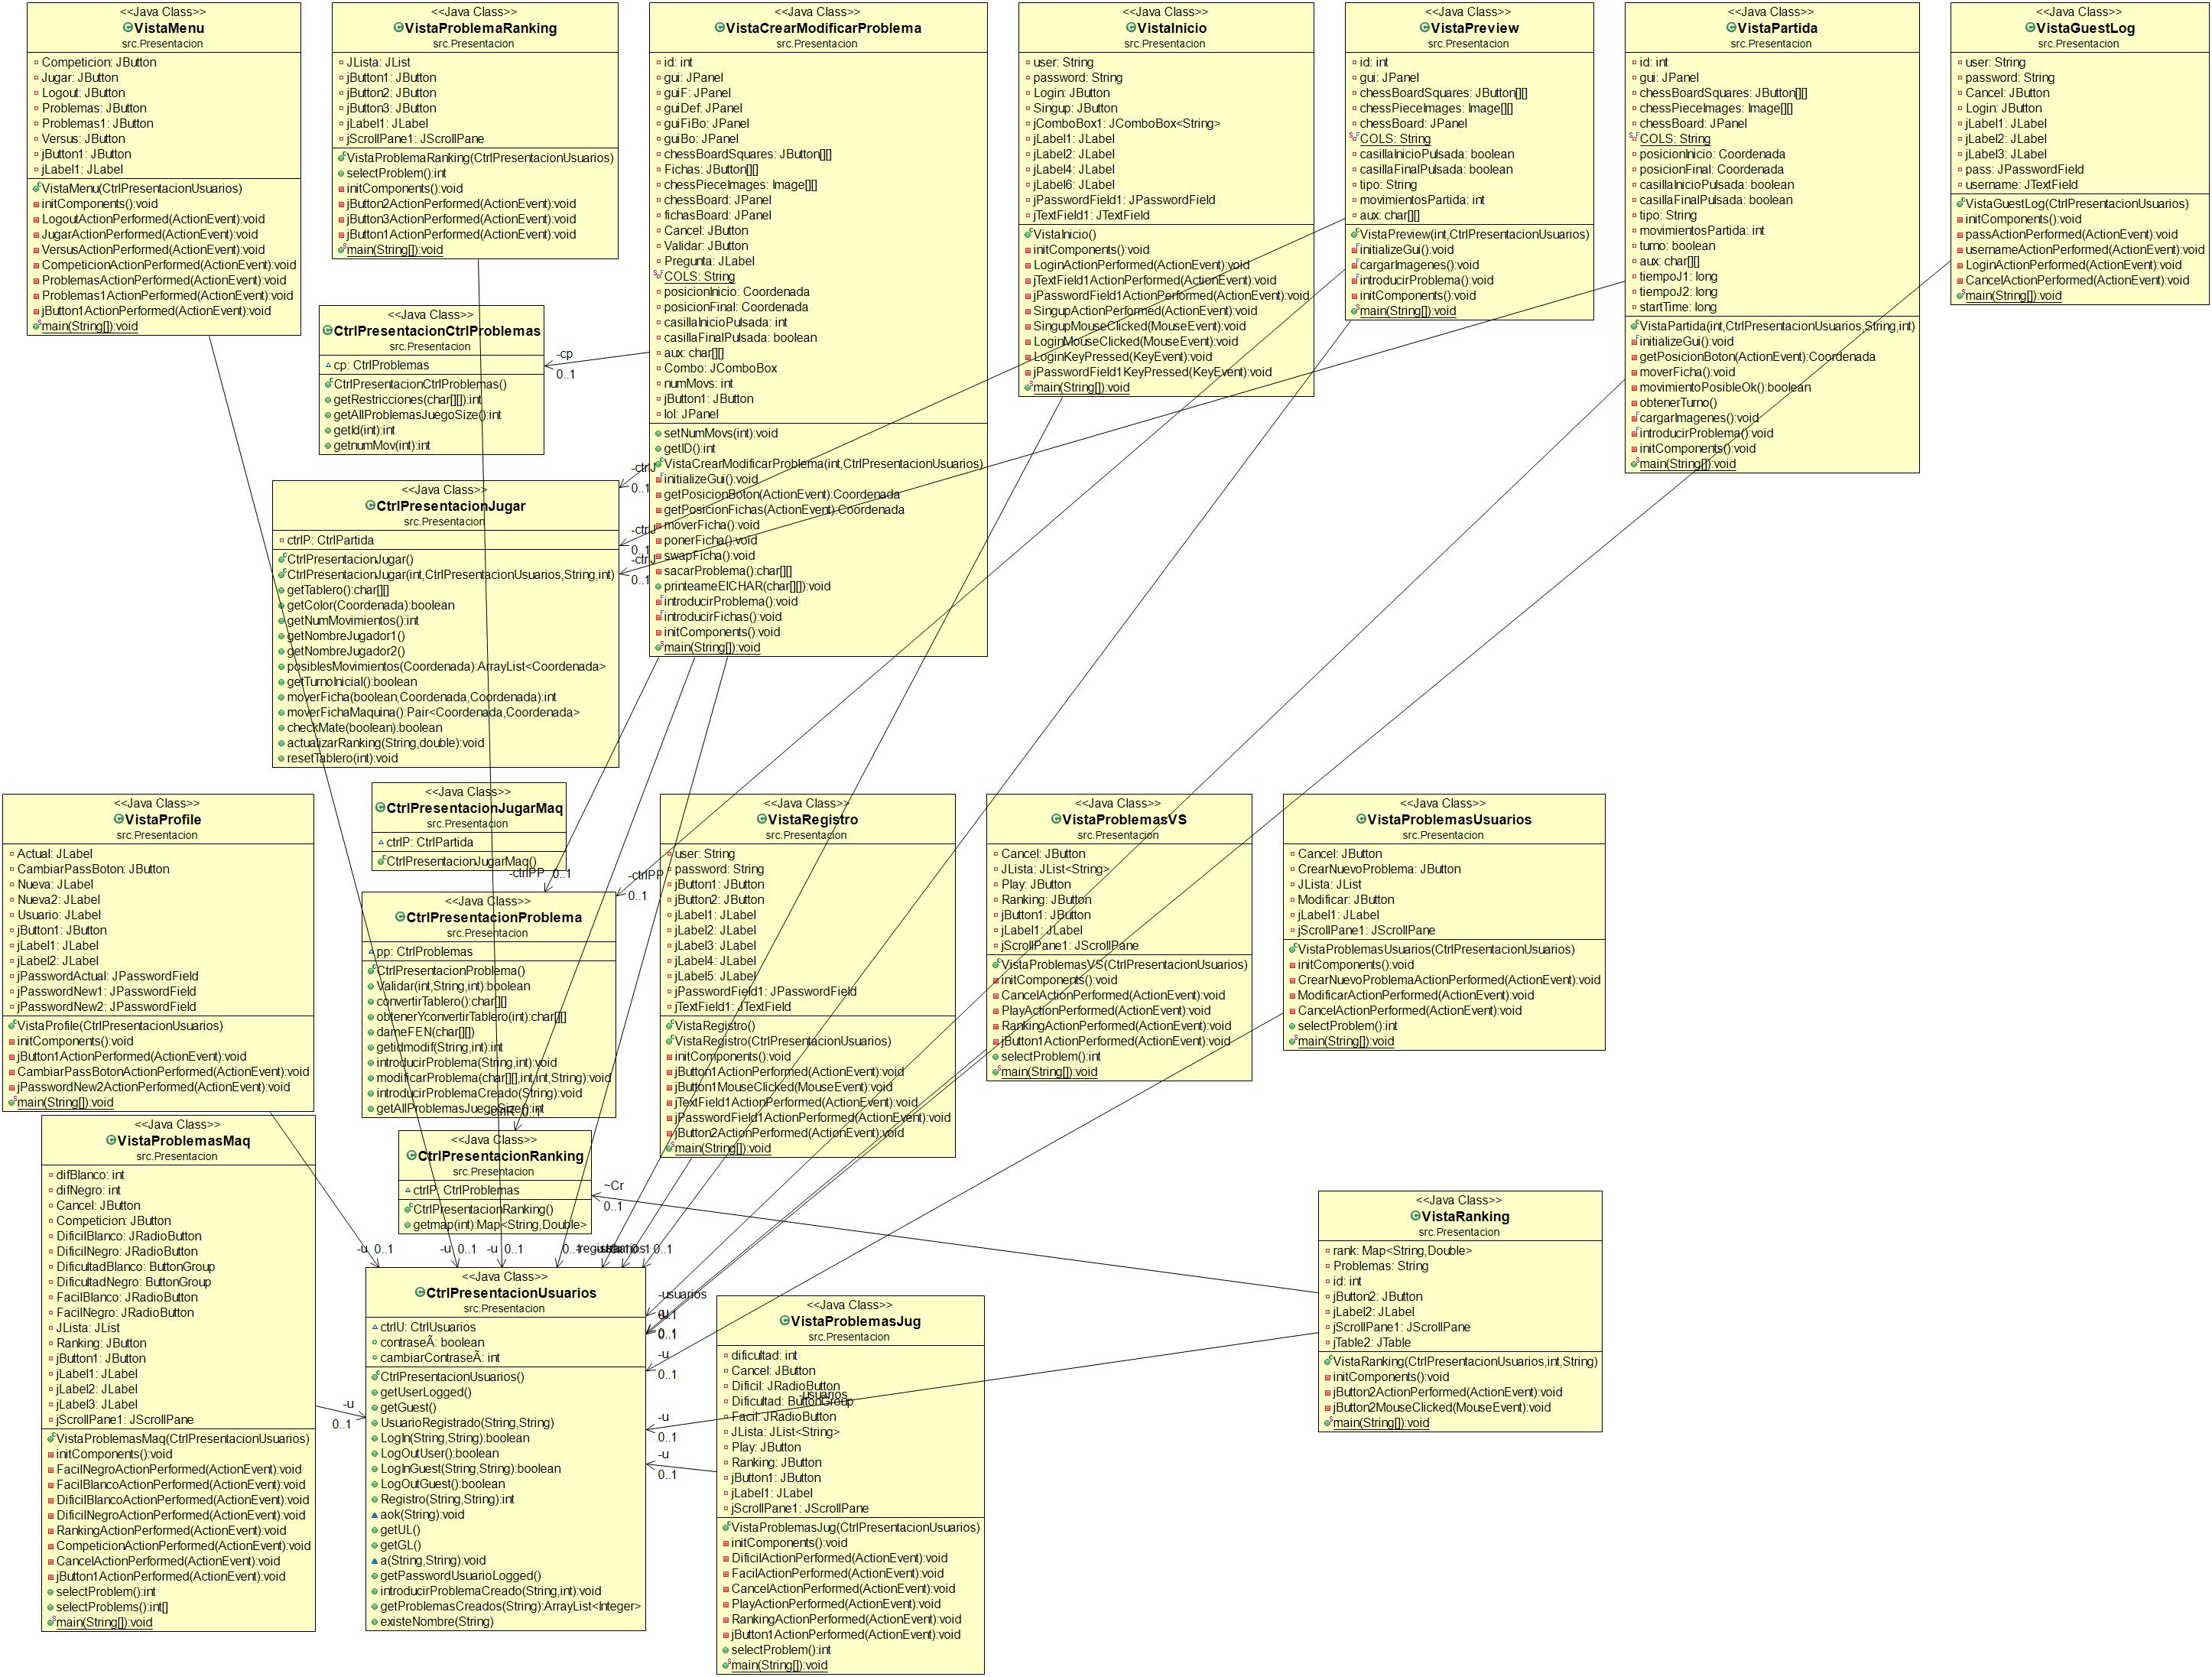 <<Java Class>>
VistaMenu
src.Presentacion
Competicion: JButton
Jugar: JButton
Logout: JButton
Problemas: JButton
Problemas1: JButton
Versus: JButton
jButton1: JButton
jLabel1: JLabel
VistaMenu(CtrlPresentacionUsuarios)
initComponents():void
LogoutActionPerformed(ActionEvent):void
JugarActionPerformed(ActionEvent):void
VersusActionPerformed(ActionEvent):void
CompeticionActionPerformed(ActionEvent):void
ProblemasActionPerformed(ActionEvent):void
Problemas1ActionPerformed(ActionEvent):void
jButton1ActionPerformed(ActionEvent):void
main(String[]):void
<<Java Class>>
VistaProblemaRanking
src.Presentacion
JLista: JList
jButton1: JButton
jButton2: JButton
jButton3: JButton
jLabel1: JLabel
jScrollPane1: JScrollPane
VistaProblemaRanking(CtrlPresentacionUsuarios)
selectProblem():int
initComponents():void
jButton2ActionPerformed(ActionEvent):void
jButton3ActionPerformed(ActionEvent):void
jButton1ActionPerformed(ActionEvent):void
main(String[]):void
<<Java Class>>
VistaCrearModificarProblema
src.Presentacion
id: int
gui: JPanel
guiF: JPanel
guiDef: JPanel
guiFiBo: JPanel
guiBo: JPanel
chessBoardSquares: JButton[][]
Fichas: JButton[][]
chessPieceImages: Image[][]
chessBoard: JPanel
fichasBoard: JPanel
Cancel: JButton
Validar: JButton
Pregunta: JLabel
COLS: String
posicionInicio: Coordenada
posicionFinal: Coordenada
casillaInicioPulsada: int
casillaFinalPulsada: boolean
aux: char[][]
Combo: JComboBox
numMovs: int
jButton1: JButton
lol: JPanel
setNumMovs(int):void
getID():int
VistaCrearModificarProblema(int,CtrlPresentacionUsuarios)
initializeGui():void
getPosicionBoton(ActionEvent):Coordenada
getPosicionFichas(ActionEvent):Coordenada
moverFicha():void
ponerFicha():void
swapFicha():void
sacarProblema():char[][]
printeameElCHAR(char[][]):void
introducirProblema():void
introducirFichas():void
initComponents():void
main(String[]):void
<<Java Class>>
VistaInicio
src.Presentacion
user: String
password: String
Login: JButton
Singup: JButton
jComboBox1: JComboBox<String>
jLabel1: JLabel
jLabel2: JLabel
jLabel4: JLabel
jLabel6: JLabel
jPasswordField1: JPasswordField
jTextField1: JTextField
VistaInicio()
initComponents():void
LoginActionPerformed(ActionEvent):void
jTextField1ActionPerformed(ActionEvent):void
jPasswordField1ActionPerformed(ActionEvent):void
SingupActionPerformed(ActionEvent):void
SingupMouseClicked(MouseEvent):void
LoginMouseClicked(MouseEvent):void
LoginKeyPressed(KeyEvent):void
jPasswordField1KeyPressed(KeyEvent):void
main(String[]):void
<<Java Class>>
VistaPreview
src.Presentacion
id: int
gui: JPanel
chessBoardSquares: JButton[][]
chessPieceImages: Image[][]
chessBoard: JPanel
COLS: String
casillaInicioPulsada: boolean
casillaFinalPulsada: boolean
tipo: String
movimientosPartida: int
aux: char[][]
VistaPreview(int,CtrlPresentacionUsuarios)
initializeGui():void
cargarImagenes():void
introducirProblema():void
initComponents():void
main(String[]):void
<<Java Class>>
VistaPartida
src.Presentacion
id: int
gui: JPanel
chessBoardSquares: JButton[][]
chessPieceImages: Image[][]
chessBoard: JPanel
COLS: String
posicionInicio: Coordenada
posicionFinal: Coordenada
casillaInicioPulsada: boolean
casillaFinalPulsada: boolean
tipo: String
movimientosPartida: int
turno: boolean
aux: char[][]
tiempoJ1: long
tiempoJ2: long
startTime: long
VistaPartida(int,CtrlPresentacionUsuarios,String,int)
initializeGui():void
getPosicionBoton(ActionEvent):Coordenada
moverFicha():void
movimientoPosibleOk():boolean
obtenerTurno()
cargarImagenes():void
introducirProblema():void
initComponents():void
main(String[]):void
<<Java Class>>
VistaGuestLog
src.Presentacion
user: String
password: String
Cancel: JButton
Login: JButton
jLabel1: JLabel
jLabel2: JLabel
jLabel3: JLabel
pass: JPasswordField
username: JTextField
VistaGuestLog(CtrlPresentacionUsuarios)
initComponents():void
passActionPerformed(ActionEvent):void
usernameActionPerformed(ActionEvent):void
LoginActionPerformed(ActionEvent):void
CancelActionPerformed(ActionEvent):void
main(String[]):void
<<Java Class>>
CtrlPresentacionCtrlProblemas
src.Presentacion
cp: CtrlProblemas
CtrlPresentacionCtrlProblemas()
getRestricciones(char[][]):int
getAllProblemasJuegoSize():int
getId(int):int
getnumMov(int):int
-cp
0..1
<<Java Class>>
CtrlPresentacionJugar
src.Presentacion
ctrlP: CtrlPartida
CtrlPresentacionJugar()
CtrlPresentacionJugar(int,CtrlPresentacionUsuarios,String,int)
getTablero():char[][]
getColor(Coordenada):boolean
getNumMovimientos():int
getNombreJugador1()
getNombreJugador2()
posiblesMovimientos(Coordenada):ArrayList<Coordenada>
getTurnoInicial():boolean
moverFicha(boolean,Coordenada,Coordenada):int
moverFichaMaquina():Pair<Coordenada,Coordenada>
checkMate(boolean):boolean
actualizarRanking(String,double):void
resetTablero(int):void
-ctrlJ
0..1
-ctrlJ
0..1
-ctrlJ
0..1
<<Java Class>>
CtrlPresentacionJugarMaq
src.Presentacion
ctrlP: CtrlPartida
CtrlPresentacionJugarMaq()
-ctrlPP 0..1
-ctrlPP
0..1
<<Java Class>>
VistaProfile
src.Presentacion
Actual: JLabel
CambiarPassBoton: JButton
Nueva: JLabel
Nueva2: JLabel
Usuario: JLabel
jButton1: JButton
jLabel1: JLabel
jLabel2: JLabel
jPasswordActual: JPasswordField
jPasswordNew1: JPasswordField
jPasswordNew2: JPasswordField
VistaProfile(CtrlPresentacionUsuarios)
initComponents():void
jButton1ActionPerformed(ActionEvent):void
CambiarPassBotonActionPerformed(ActionEvent):void
jPasswordNew2ActionPerformed(ActionEvent):void
main(String[]):void
<<Java Class>>
CtrlPresentacionProblema
src.Presentacion
pp: CtrlProblemas
CtrlPresentacionProblema()
Validar(int,String,int):boolean
convertirTablero():char[][]
obtenerYconvertirTablero(int):char[][]
dameFEN(char[][])
getidmodif(String,int):int
introducirProblema(String,int):void
modificarProblema(char[][],int,int,String):void
introducirProblemaCreado(String):void
getAllProblemasJuegoSize():int
<<Java Class>>
VistaRegistro
src.Presentacion
user: String
password: String
jButton1: JButton
jButton2: JButton
jLabel1: JLabel
jLabel2: JLabel
jLabel3: JLabel
jLabel4: JLabel
jLabel5: JLabel
jPasswordField1: JPasswordField
jTextField1: JTextField
VistaRegistro()
VistaRegistro(CtrlPresentacionUsuarios)
initComponents():void
jButton1ActionPerformed(ActionEvent):void
jButton1MouseClicked(MouseEvent):void
jTextField1ActionPerformed(ActionEvent):void
jPasswordField1ActionPerformed(ActionEvent):void
jButton2ActionPerformed(ActionEvent):void
main(String[]):void
<<Java Class>>
VistaProblemasVS
src.Presentacion
Cancel: JButton
JLista: JList<String>
Play: JButton
Ranking: JButton
jButton1: JButton
jLabel1: JLabel
jScrollPane1: JScrollPane
VistaProblemasVS(CtrlPresentacionUsuarios)
initComponents():void
CancelActionPerformed(ActionEvent):void
PlayActionPerformed(ActionEvent):void
RankingActionPerformed(ActionEvent):void
jButton1ActionPerformed(ActionEvent):void
selectProblem():int
main(String[]):void
<<Java Class>>
VistaProblemasUsuarios
src.Presentacion
Cancel: JButton
CrearNuevoProblema: JButton
JLista: JList
Modificar: JButton
jLabel1: JLabel
jScrollPane1: JScrollPane
VistaProblemasUsuarios(CtrlPresentacionUsuarios)
initComponents():void
CrearNuevoProblemaActionPerformed(ActionEvent):void
ModificarActionPerformed(ActionEvent):void
CancelActionPerformed(ActionEvent):void
selectProblem():int
main(String[]):void
<<Java Class>>
VistaProblemasMaq
src.Presentacion
difBlanco: int
difNegro: int
Cancel: JButton
Competicion: JButton
DificilBlanco: JRadioButton
DificilNegro: JRadioButton
DificultadBlanco: ButtonGroup
DificultadNegro: ButtonGroup
FacilBlanco: JRadioButton
FacilNegro: JRadioButton
JLista: JList
Ranking: JButton
jButton1: JButton
jLabel1: JLabel
jLabel2: JLabel
jLabel3: JLabel
jScrollPane1: JScrollPane
VistaProblemasMaq(CtrlPresentacionUsuarios)
initComponents():void
FacilNegroActionPerformed(ActionEvent):void
FacilBlancoActionPerformed(ActionEvent):void
DificilBlancoActionPerformed(ActionEvent):void
DificilNegroActionPerformed(ActionEvent):void
RankingActionPerformed(ActionEvent):void
CompeticionActionPerformed(ActionEvent):void
CancelActionPerformed(ActionEvent):void
jButton1ActionPerformed(ActionEvent):void
selectProblem():int
selectProblems():int[]
main(String[]):void
<<Java Class>>
CtrlPresentacionRanking
src.Presentacion
ctrlP: CtrlProblemas
CtrlPresentacionRanking()
getmap(int):Map<String,Double>
~Cr
0..1
-u 0..1
-u 0..1
-u 0..1
0..1
0..1
-u
0..1
<<Java Class>>
CtrlPresentacionUsuarios
src.Presentacion
ctrlU: CtrlUsuarios
contraseÃ: boolean
cambiarContraseÃ: int
CtrlPresentacionUsuarios()
getUserLogged()
getGuest()
UsuarioRegistrado(String,String)
LogIn(String,String):boolean
LogOutUser():boolean
LogInGuest(String,String):boolean
LogOutGuest():boolean
Registro(String,String):int
aok(String):void
getUL()
getGL()
a(String,String):void
getPasswordUsuarioLogged()
introducirProblemaCreado(String,int):void
getProblemasCreados(String):ArrayList<Integer>
existeNombre(String)
-usuarios
0..1
-u
0..1
-u
0..1
-u
0..1
-usuarios
<<Java Class>>
VistaProblemasJug
src.Presentacion
dificultad: int
Cancel: JButton
Dificil: JRadioButton
Dificultad: ButtonGroup
Facil: JRadioButton
JLista: JList<String>
Play: JButton
Ranking: JButton
jButton1: JButton
jLabel1: JLabel
jScrollPane1: JScrollPane
VistaProblemasJug(CtrlPresentacionUsuarios)
initComponents():void
DificilActionPerformed(ActionEvent):void
FacilActionPerformed(ActionEvent):void
CancelActionPerformed(ActionEvent):void
PlayActionPerformed(ActionEvent):void
RankingActionPerformed(ActionEvent):void
jButton1ActionPerformed(ActionEvent):void
selectProblem():int
main(String[]):void
<<Java Class>>
VistaRanking
src.Presentacion
rank: Map<String,Double>
Problemas: String
id: int
jButton2: JButton
jLabel2: JLabel
jScrollPane1: JScrollPane
jTable2: JTable
VistaRanking(CtrlPresentacionUsuarios,int,String)
initComponents():void
jButton2ActionPerformed(ActionEvent):void
jButton2MouseClicked(MouseEvent):void
main(String[]):void